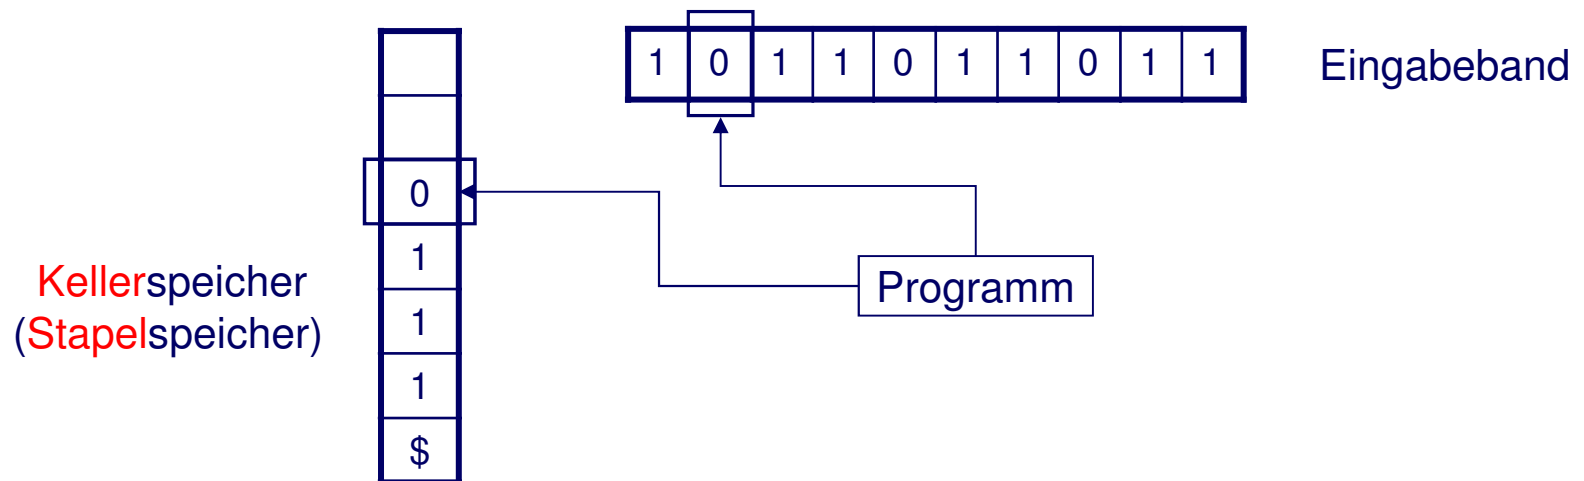 1 0 1 1 0 1 1 0 1 1
Eingabeband
0
1
1
1
$
Kellerspeicher
(Stapelspeicher)
Programm